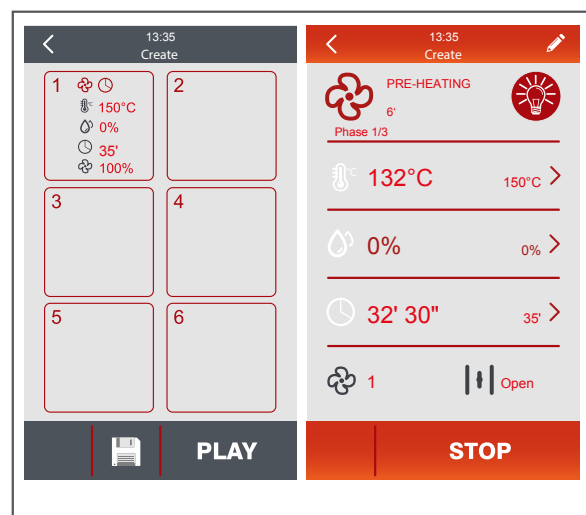 13:35
Create
1
°C 150°C
0%
35'
100%
2
3
4
5
6
PLAY
13:35
Create
PRE-HEATING
6'
Phase 1/3
°C 132°C 150°C
0% 0%
32' 30" 35'
1 Open
STOP